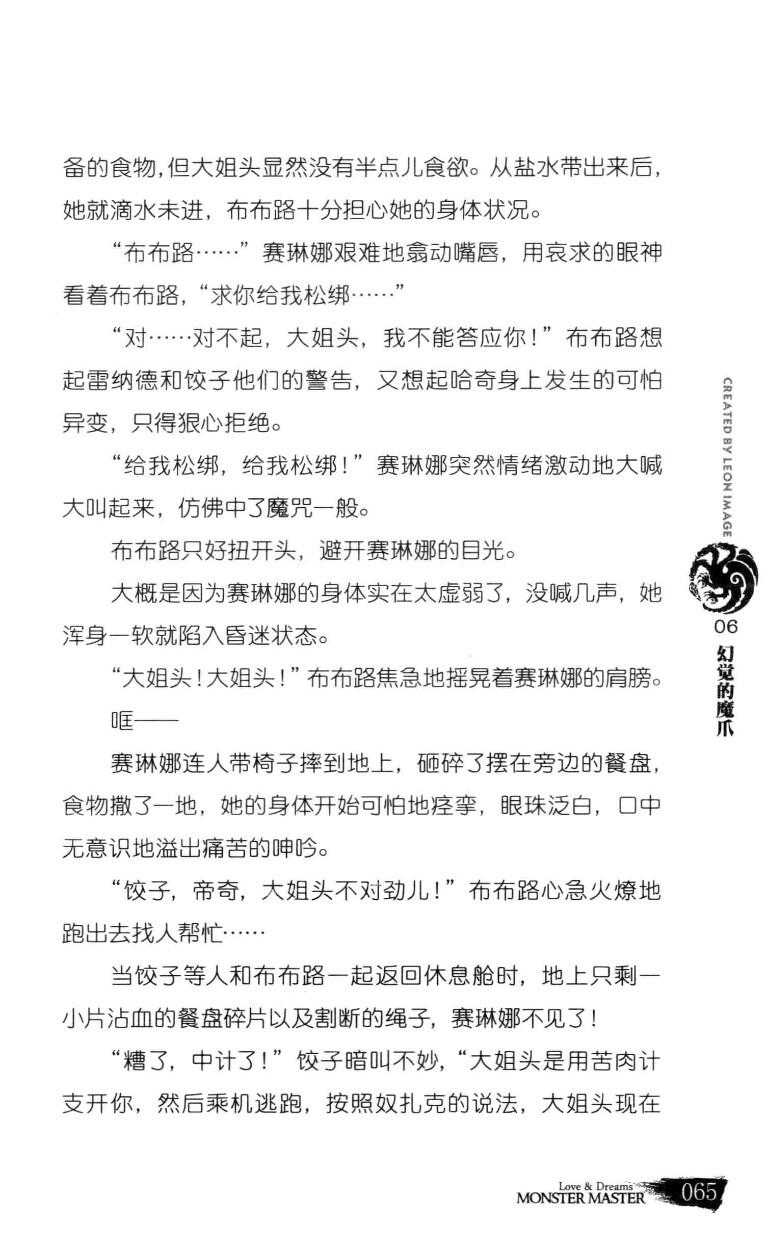 备的食物，但大姐头显然没有半点儿食欲。从盐水带出来后，
她就滴水未进，布布路十分担心她的身体状况。
“布布路……”赛琳娜艰难地翕动嘴唇，用哀求的眼神
看着布布路，“求你给我松绑……”
“对……对不起，大姐头，我不能答应你！”布布路想
起雷纳德和饺子他们的警告，又想起哈奇身上发生的可怕
异变，只得狠心拒绝。
“给我松绑，给我松绑！”赛琳娜突然情绪激动地大喊
大叫起来，仿佛中了魔咒一般。
布布路只好扭开头，避开赛琳娜的目光。
大概是因为赛琳娜的身体实在太虚弱了，没喊几声，她
浑身一软就陷入昏迷状态。
“大姐头！大姐头！”布布路焦急地摇晃着赛琳娜的肩膀。
哐——
赛琳娜连人带椅子摔到地上，砸碎了摆在旁边的餐盘，
食物撒了一地，她的身体开始可怕地痉挛，眼珠泛白，口中
无意识地溢出痛苦的呻吟。
“饺子，帝奇，大姐头不对劲儿！”布布路心急火燎地
跑出去找人帮忙……
当饺子等人和布布路一起返回休息舱时，地上只剩一
小片沾血的餐盘碎片以及割断的绳子，赛琳娜不见了！
“糟了，中计了！”饺子暗叫不妙，“大姐头是用苦肉计
支开你，然后乘机逃跑，按照奴扎克的说法，大姐头现在
CREATED BY LEON IMAGE
06
幻觉的魔爪
Love & Dreams
MONSTER MASTER
065